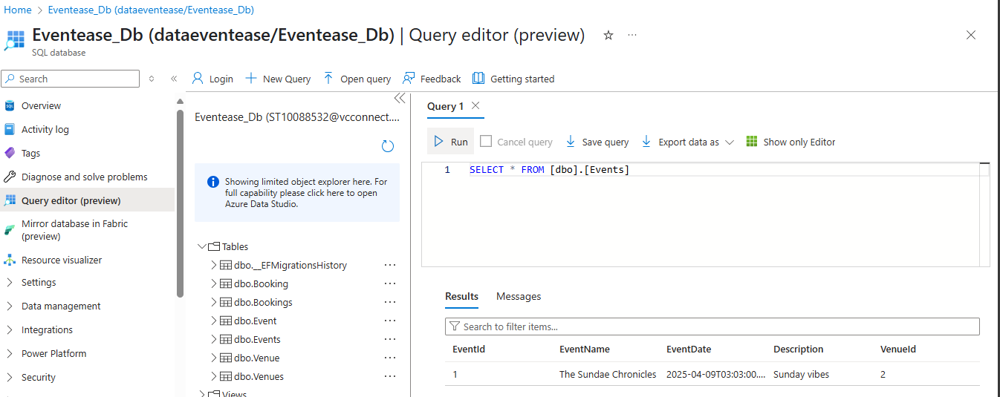 Home > Eventease_Db (dataeventease/Eventease_Db)
Eventease_Db (dataeventease/Eventease_Db) | Query editor (preview)
SQL database
Search
Overview
Activity log
Tags
Diagnose and solve problems
Query editor (preview)
Mirror database in Fabric
(preview)
Resource visualizer
Settings
Data management
Integrations
Power Platform
Security
Login
New Query
Open query
Feedback
Getting started
Eventease_Db (ST10088532@vcconnect....
Showing limited object explorer here. For
full capability please click here to open
Azure Data Studio.
Tables
dbo.__EFMigrationsHistory
dbo.Booking
dbo.Bookings
dbo.Event
dbo.Events
dbo.Venue
dbo.Venues
Views
Query 1
Run
Cancel query
Save query
Export data as
Show only Editor
1 SELECT * FROM [dbo].[Events]
Results Messages
Search to filter items...
EventId EventName EventDate Description VenueId
1 The Sundae Chronicles 2025-04-09T03:03:00.... Sunday vibes 2